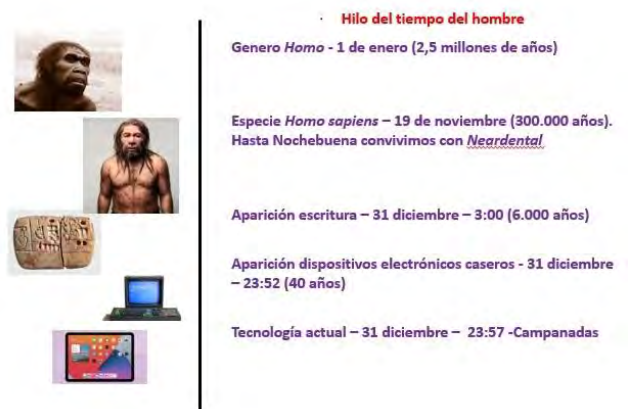 · Hilo del tiempo del hombre
Genero Homo - 1 de enero (2,5 millones de años)
Especie Homo sapiens – 19 de noviembre (300.000 años).
Hasta Nochebuena convivimos con Neardental
Aparición escritura – 31 diciembre – 3:00 (6.000 años)
Aparición dispositivos electrónicos caseros - 31 diciembre
– 23:52 (40 años)
Tecnología actual – 31 diciembre – 23:57 -Campanadas